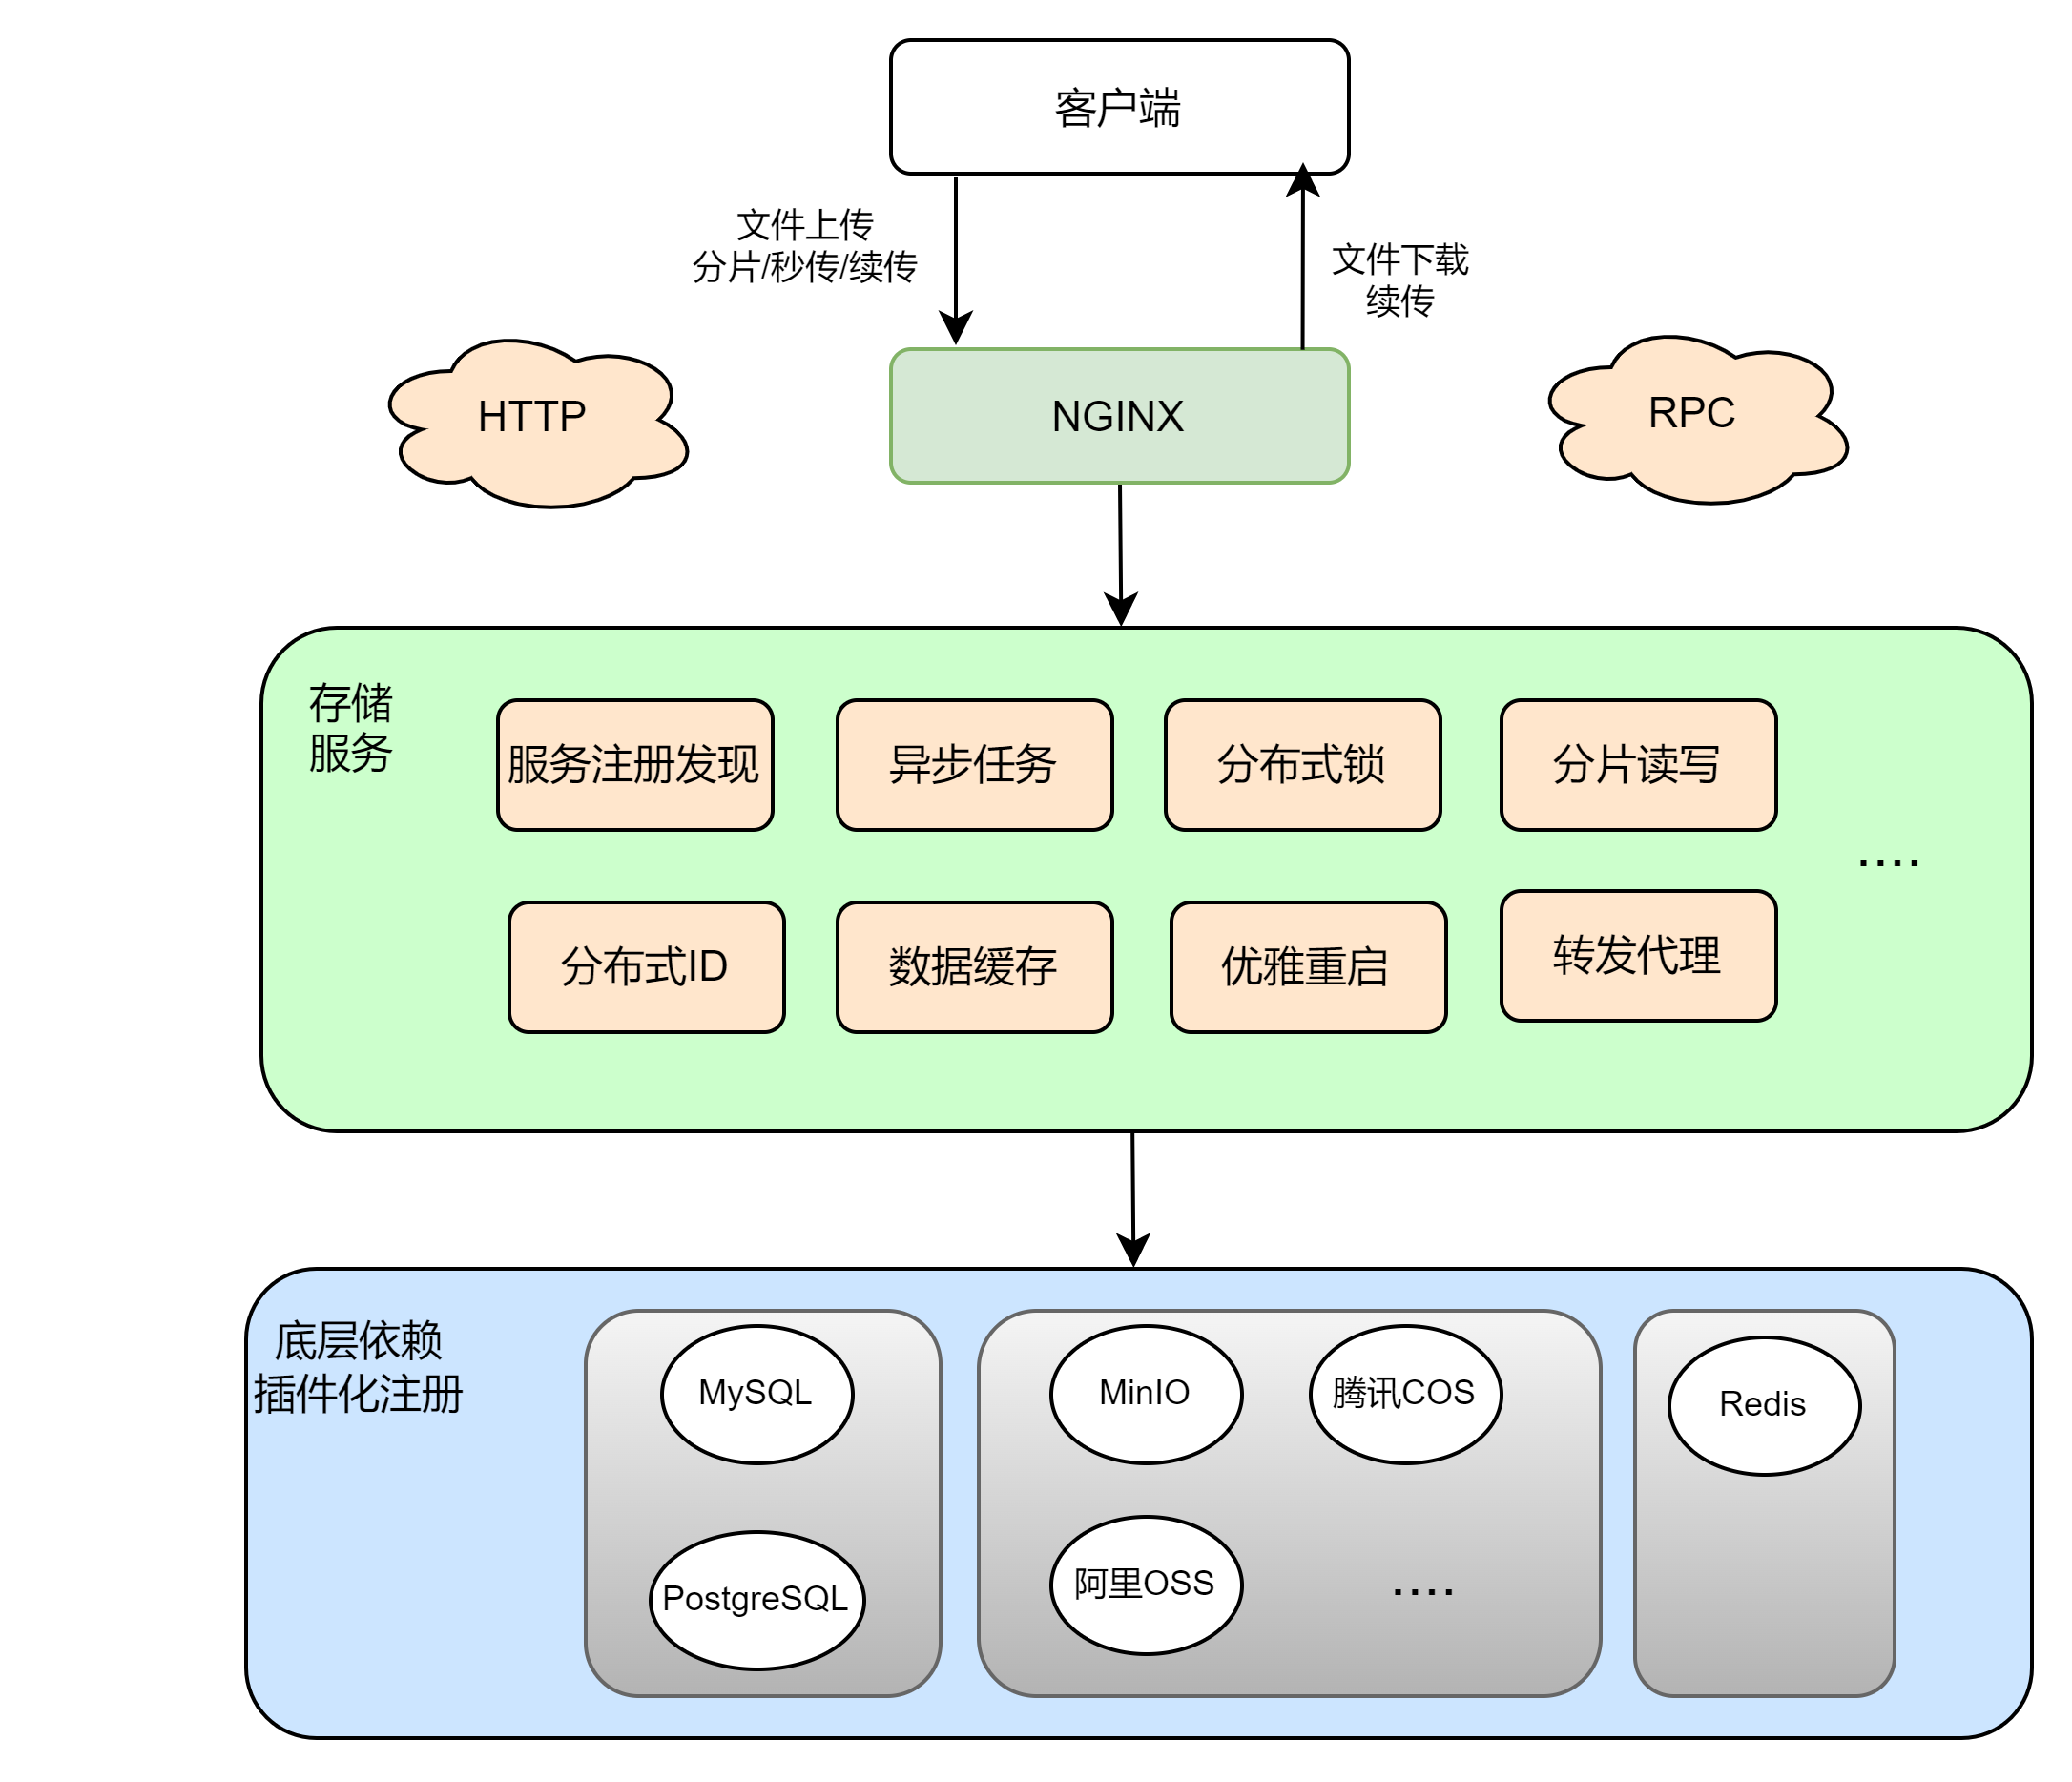 客户端
文件上传
分片/秒传/续传
文件下载
续传
HTTP
NGINX
RPC
存储
服务
服务注册发现
异步任务
分布式锁
分片读写
....
分布式ID
数据缓存
优雅重启
转发代理
底层依赖
插件化注册
MySQL
MinIO
腾讯COS
Redis
PostgreSQL
阿里OSS
....